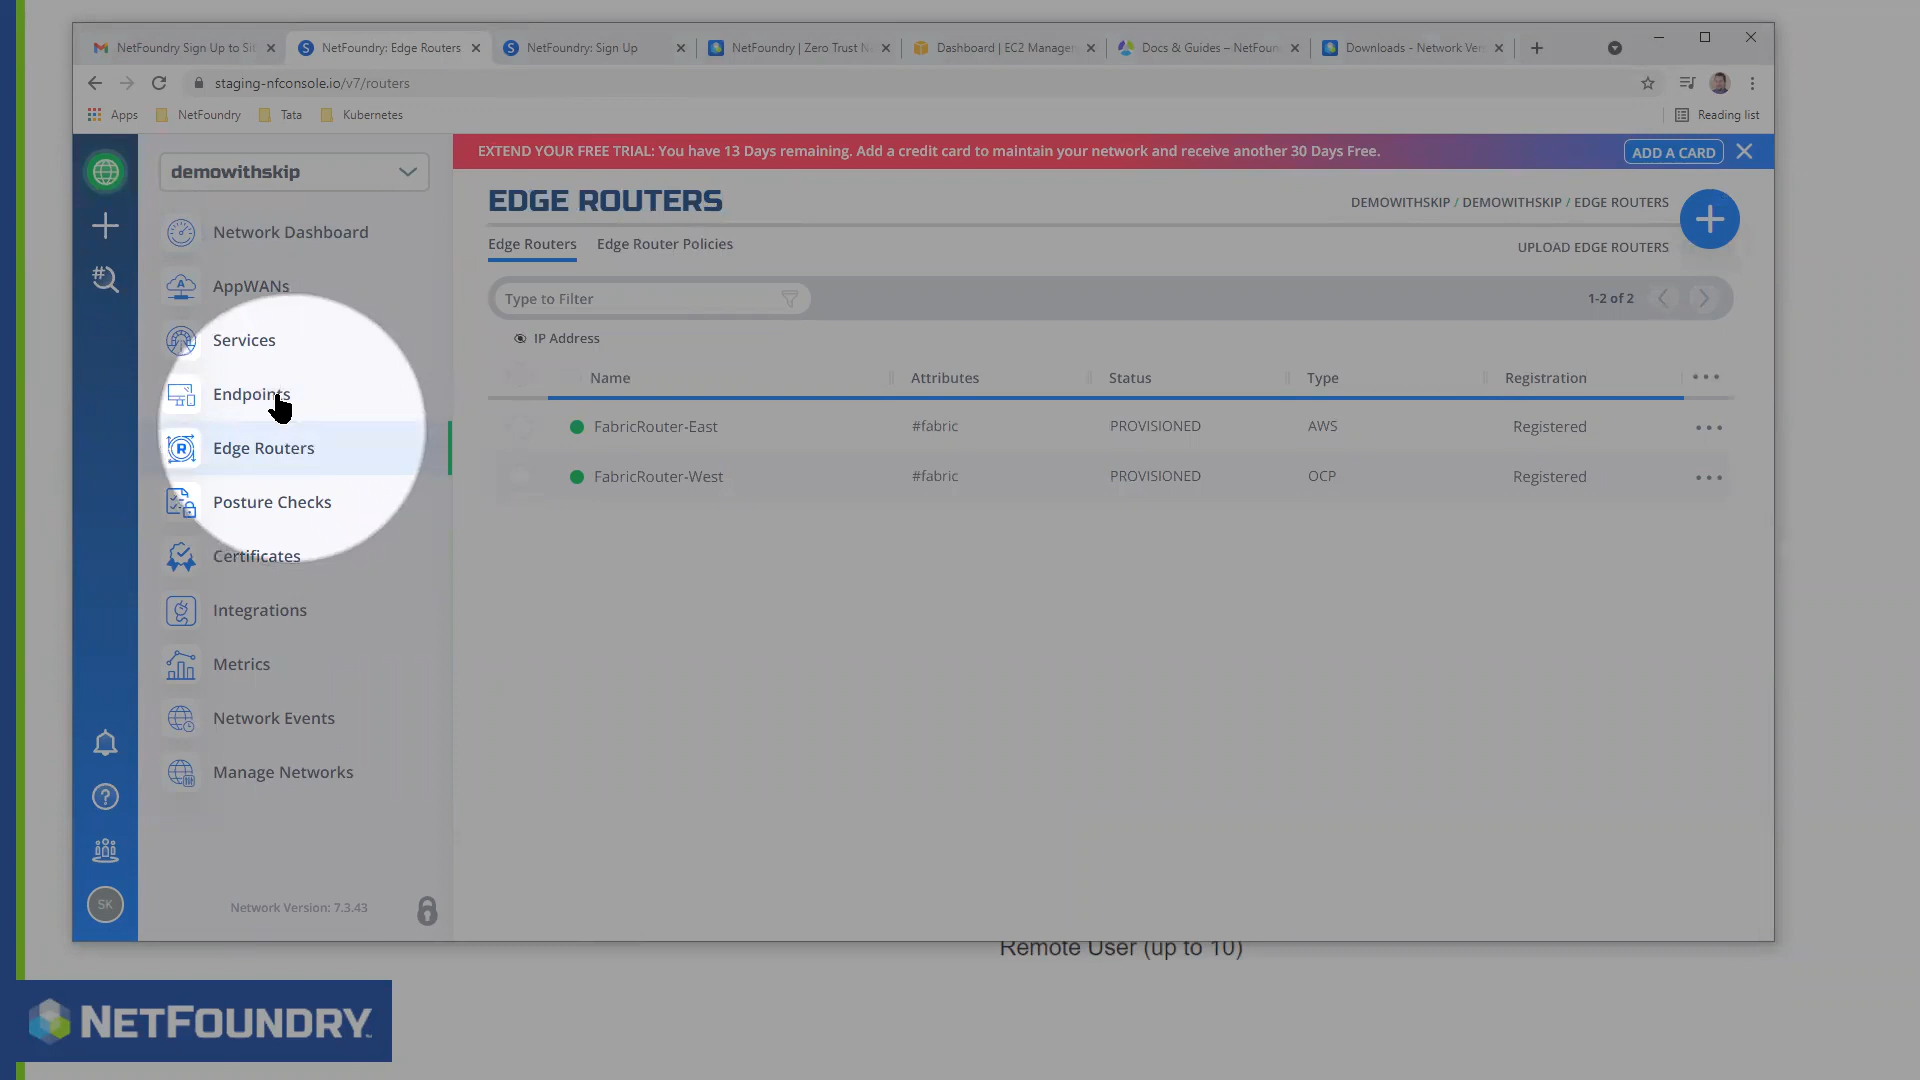 NetFoundry Sign Up to Sit
NetFoundry: Edge Routers
NetFoundry: Sign Up
NetFoundry | Zero Trust N
Dashboard | EC2 Managem
Docs & Guides – NetFoun
Downloads - Network Ver
staging-nfconsole.io/v7/routers
Apps
NetFoundry
Tata
Kubernetes
Reading list
demowithskip
EXTEND YOUR FREE TRIAL: You have 13 Days remaining. Add a credit card to maintain your network and receive another 30 Days Free.
ADD A CARD
Network Dashboard
AppWANs
Services
Endpoints
Edge Routers
Posture Checks
Certificates
Integrations
Metrics
Network Events
Manage Networks
SK
Network Version: 7.3.43
EDGE ROUTERS
DEMOWITHSKIP / DEMOWITHSKIP / EDGE ROUTERS
Edge Routers
Edge Router Policies
UPLOAD EDGE ROUTERS
Type to Filter
1-2 of 2
IP Address
Name Attributes Status Type Registration
FabricRouter-East #fabric PROVISIONED AWS Registered
FabricRouter-West #fabric PROVISIONED OCP Registered
Remote User (up to 10)
NETFOUNDRY